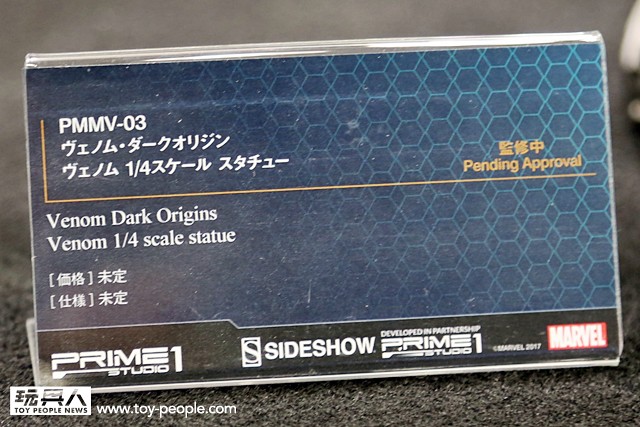 PMMV-03
ヴェノム・ダークオリジン
ヴェノム 1/4スケール スタチュー
監修中
Pending Approval
Venom Dark Origins
Venom 1/4 scale statue
[価格]未定
[仕様]未定
PRIME 1
STUDIO
S SIDESHOW.
DEVELOPED IN PARTNERSHIP
PRIME 1
STUDIO
©MARVEL 2017
MARVEL
玩具人
TOY PEOPLE NEWS
www.toy-people.com